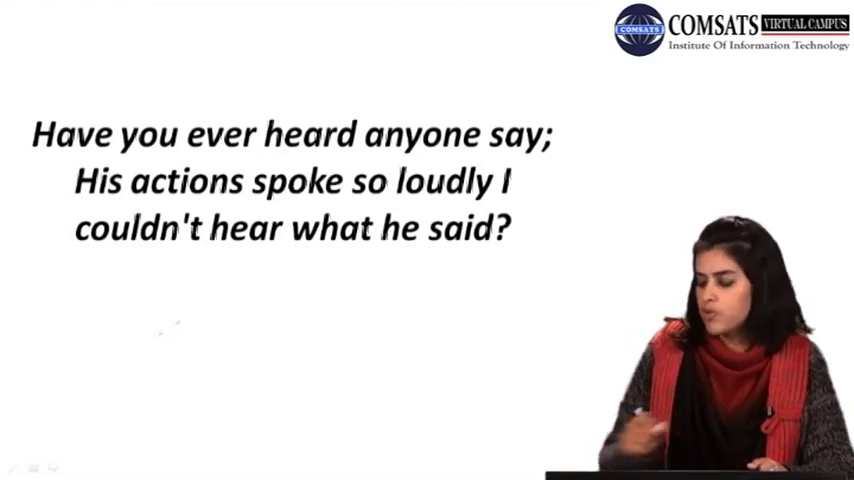 COMSATS VIRTUAL CAMPUS
Institute Of Information Technology
COMSATS
Have you ever heard anyone say;
His actions spoke so loudly I
couldn't hear what he said?